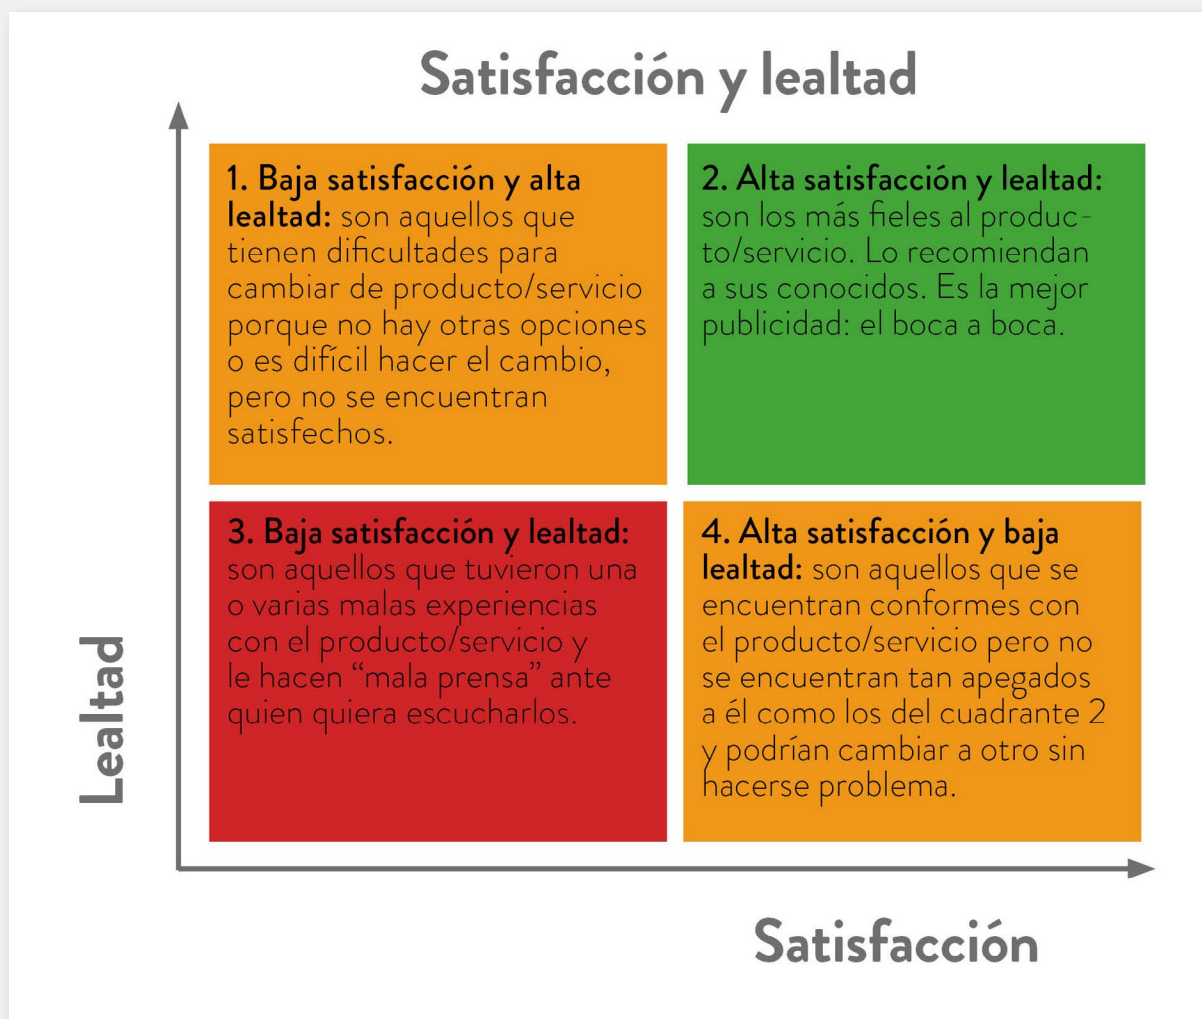 Satisfacción y lealtad
1. Baja satisfacción y alta
lealtad: son aquellos que
tienen dificultades para
cambiar de producto/servicio
porque no hay otras opciones
o es difícil hacer el cambio,
pero no se encuentran
satisfechos.
2. Alta satisfacción y lealtad:
son los más fieles al produc-
to/servicio. Lo recomiendan
a sus conocidos. Es la mejor
publicidad: el boca a boca.
3. Baja satisfacción y lealtad:
son aquellos que tuvieron una
o varias malas experiencias
con el producto/servicio y
le hacen “mala prensa” ante
quien quiera escucharlos.
4. Alta satisfacción y baja
lealtad: son aquellos que se
encuentran conformes con
el producto/servicio pero no
se encuentran tan apegados
a él como los del cuadrante 2
y podrían cambiar a otro sin
hacerse problema.
Lealtad
Satisfacción